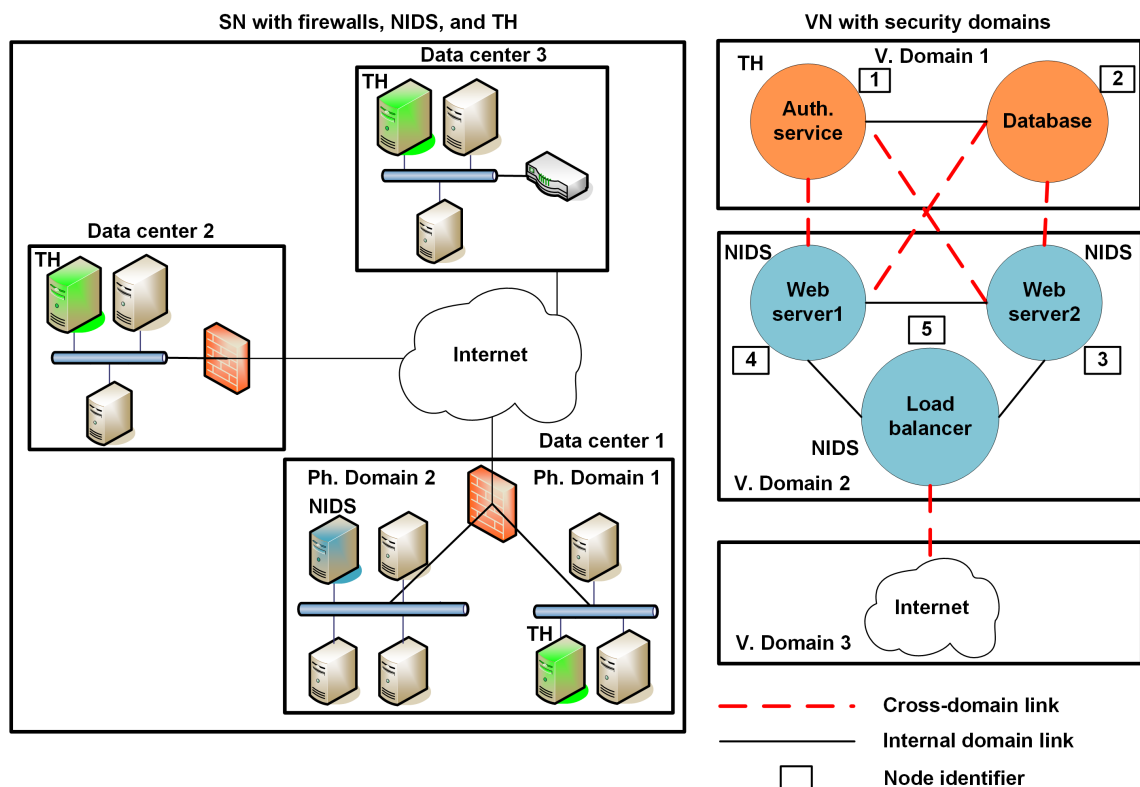 SN with firewalls, NIDS, and TH
Data center 3
TH
Data center 2
TH
Internet
Data center 1
Ph. Domain 2
Ph. Domain 1
NIDS
TH
VN with security domains
V. Domain 1
TH
1
2
Auth.
service
Database
NIDS
NIDS
Web
server1
Web
server2
5
4
3
Load
balancer
NIDS
V. Domain 2
Internet
V. Domain 3
Cross-domain link
Internal domain link
Node identifier